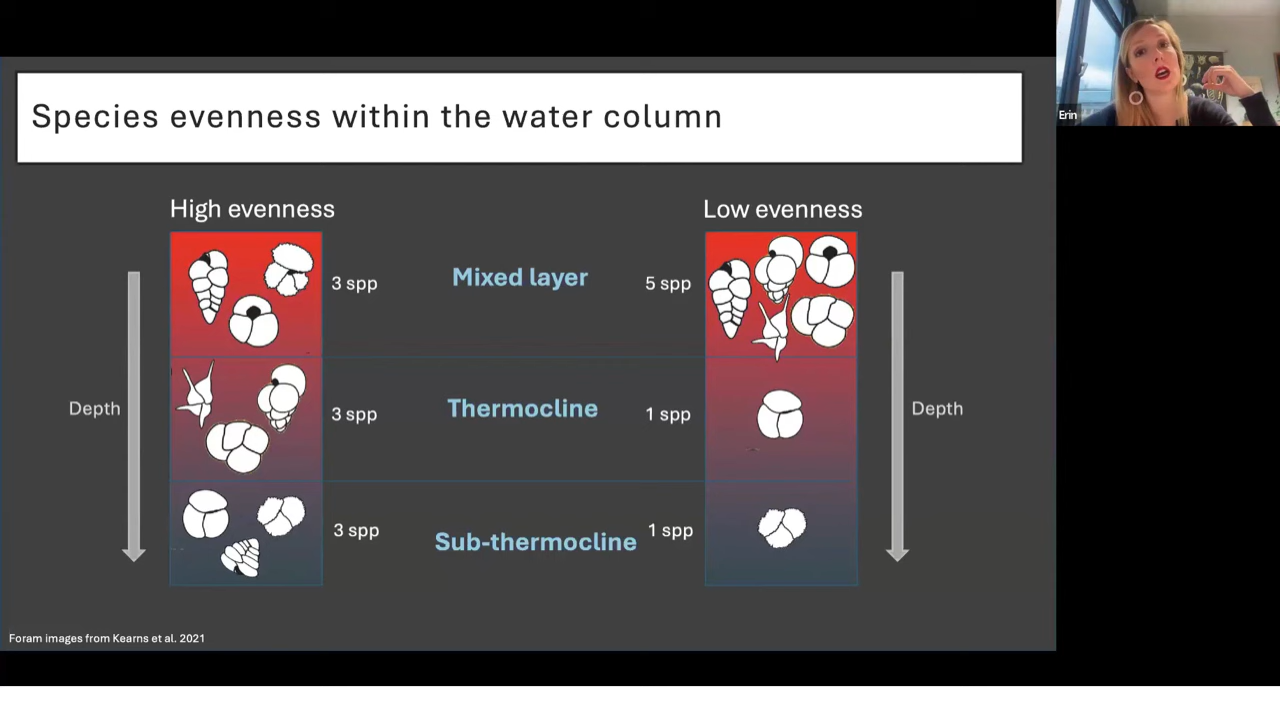 Erin
Species evenness within the water column
High evenness
Low evenness
3 spp
Mixed layer
5 spp
Depth
3 spp
Thermocline
1 spp
Depth
3 spp
Sub-thermocline
1 spp
Foram images from Kearns et al. 2021